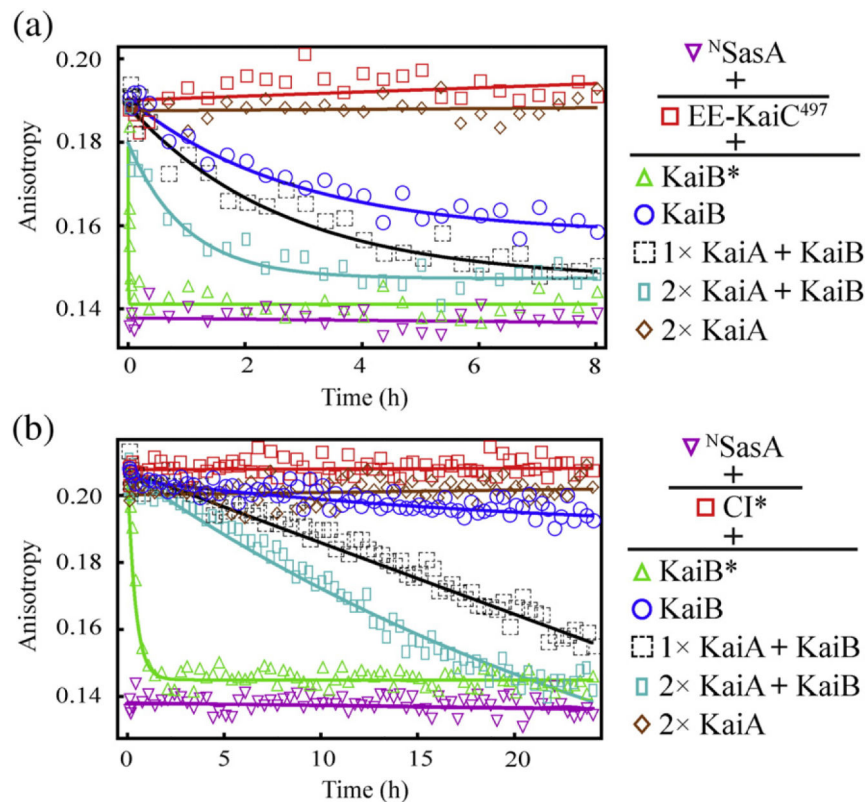 (a)
0.20
0.18
0.16
0.14
Anisotropy
0
2
4
6
8
Time (h)
ᴺSasA
+
EE-KaiC⁴⁹⁷
+
KaiB*
KaiB
1× KaiA + KaiB
2× KaiA + KaiB
2× KaiA
(b)
0.20
0.18
0.16
0.14
Anisotropy
0
5
10
15
20
Time (h)
ᴺSasA
+
CI*
+
KaiB*
KaiB
1× KaiA + KaiB
2× KaiA + KaiB
2× KaiA